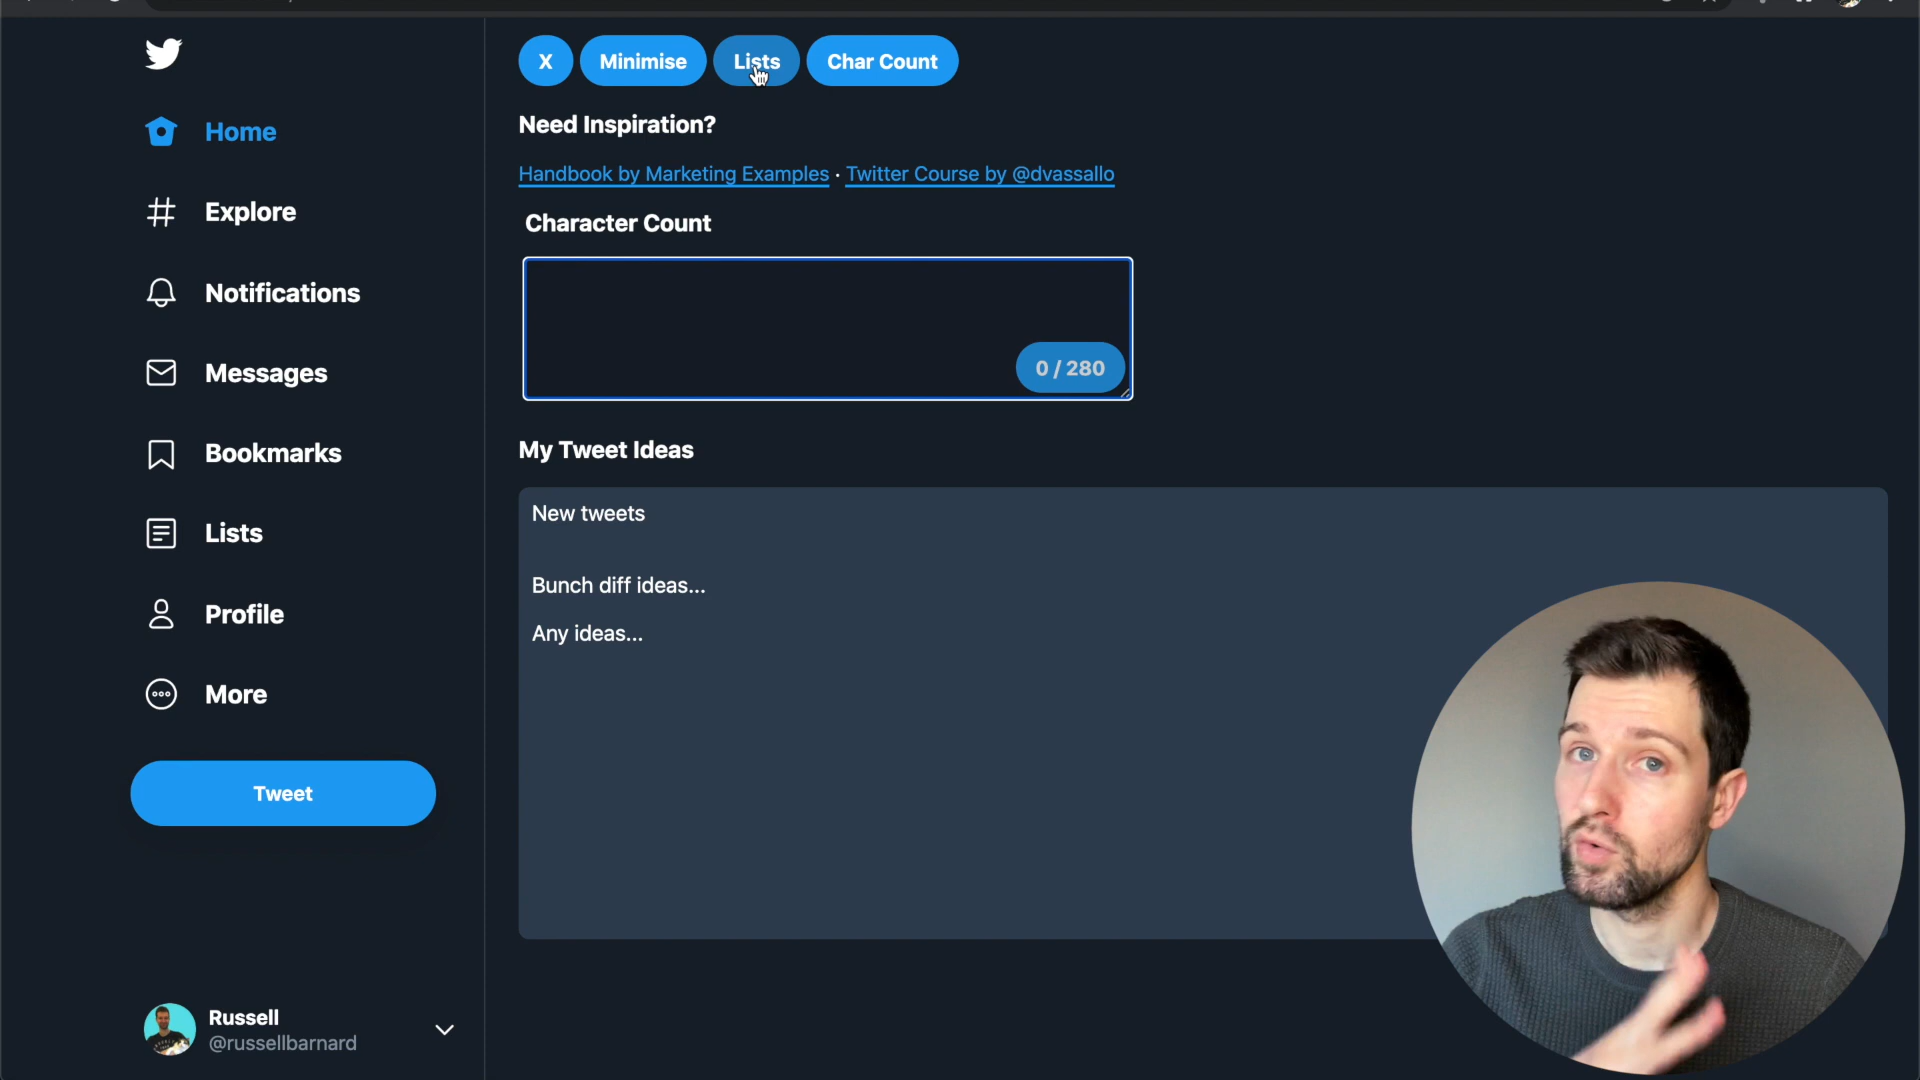 Home
Explore
Notifications
Messages
Bookmarks
Lists
Profile
More
Tweet
Russell
@russellbarnard
X Minimise Lists Char Count
Need Inspiration?
Handbook by Marketing Examples · Twitter Course by @dvassallo
Character Count
0 / 280
My Tweet Ideas
New tweets
Bunch diff ideas...
Any ideas...